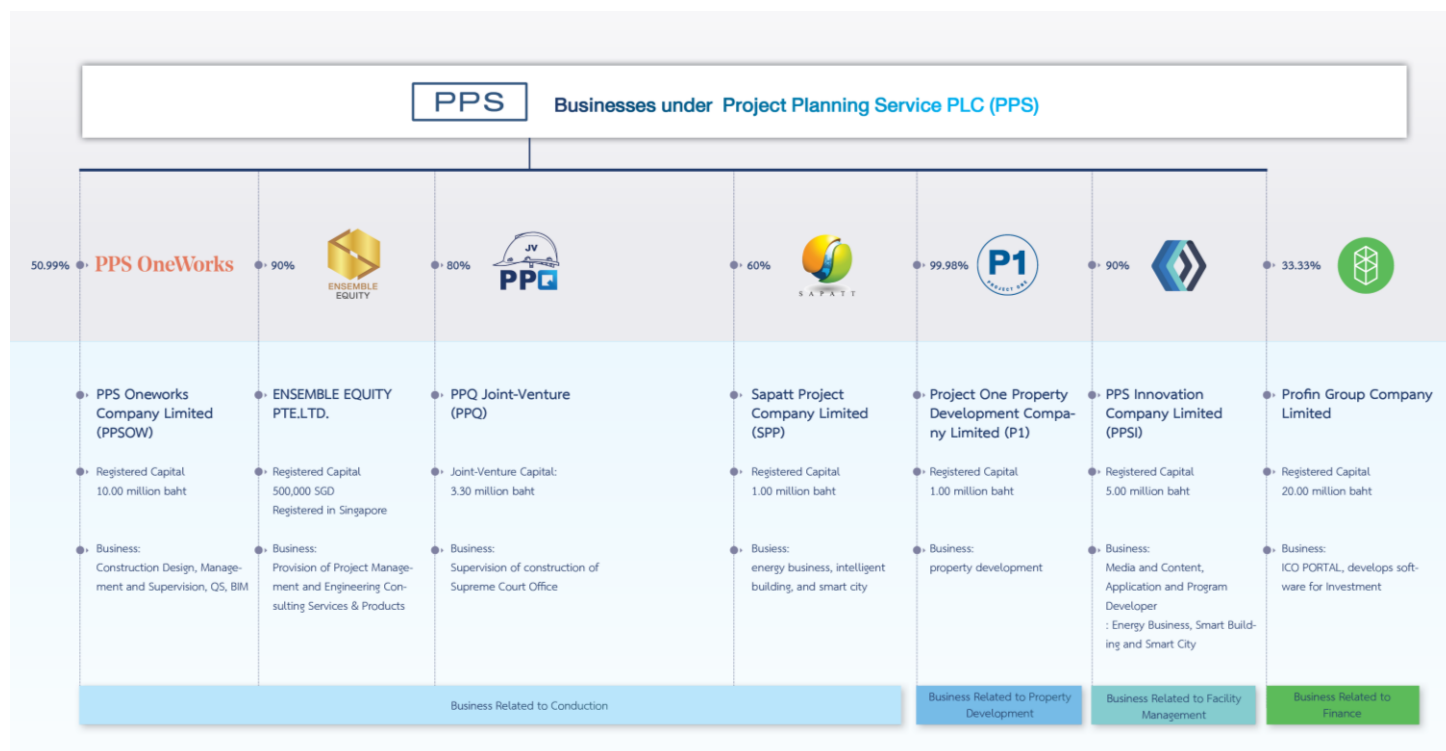 PPS
Businesses under Project Planning Service PLC (PPS)
50.99%
PPS OneWorks
90%
ENSEMBLE
EQUITY
80%
JV
PPQ
60%
SAPATT
99.98%
P1
PROJECT ONE
90%
33.33%
PPS Oneworks
Company Limited
(PPSOW)
Registered Capital
10.00 million baht
Business:
Construction Design, Manage-
ment and Supervision, QS, BIM
ENSEMBLE EQUITY
PTE.LTD.
Registered Capital
500,000 SGD
Registered in Singapore
Business:
Provision of Project Manage-
ment and Engineering Con-
sulting Services & Products
PPQ Joint-Venture
(PPQ)
Joint-Venture Capital:
3.30 million baht
Business:
Supervision of construction of
Supreme Court Office
Sapatt Project
Company Limited
(SPP)
Registered Capital
1.00 million baht
Busiess:
energy business, intelligent
building, and smart city
Project One Property
Development Compa-
ny Limited (P1)
Registered Capital
1.00 million baht
Business:
property development
PPS Innovation
Company Limited
(PPSI)
Registered Capital
5.00 million baht
Business:
Media and Content,
Application and Program
Developer
: Energy Business, Smart Build-
ing and Smart City
Profin Group Company
Limited
Registered Capital
20.00 million baht
Business:
ICO PORTAL, develops soft-
ware for Investment
Business Related to Conduction
Business Related to Property
Development
Business Related to Facility
Management
Business Related to
Finance